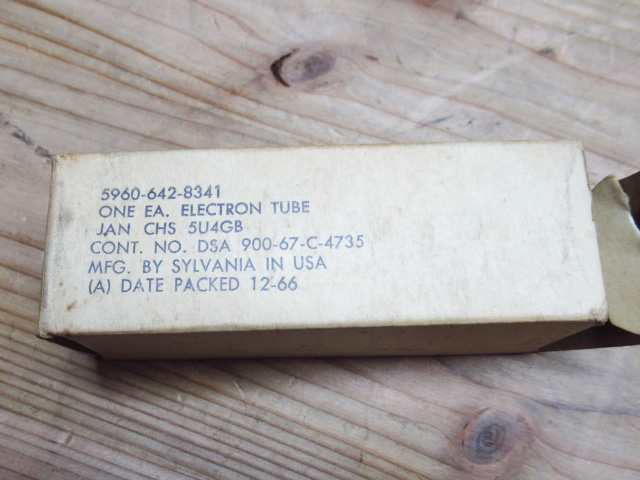 5960-642-8341
ONE EA. ELECTRON TUBE
JAN CHS 5U4GB
CONT. NO. DSA 900-67-C-4735
MFG. BY SYLVANIA IN USA
(A) DATE PACKED 12-66